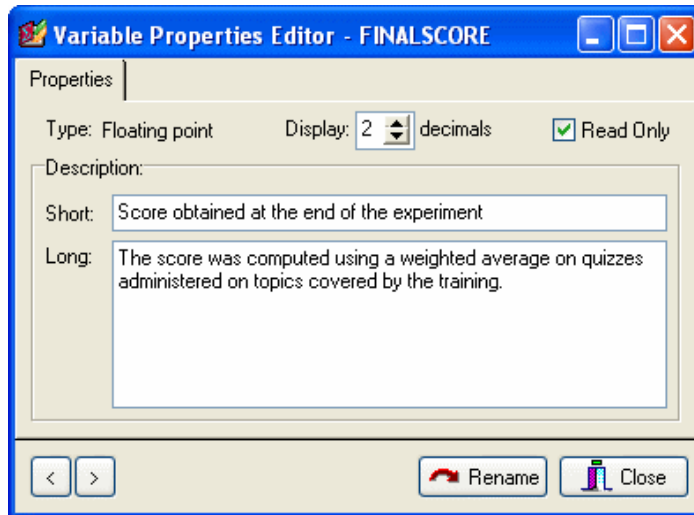 Variable Properties Editor - FINALSCORE
Properties
Type: Floating point Display: 2 decimals Read Only
Description:
Short: Score obtained at the end of the experiment
Long: The score was computed using a weighted average on quizzes
administered on topics covered by the training.
< > Rename Close